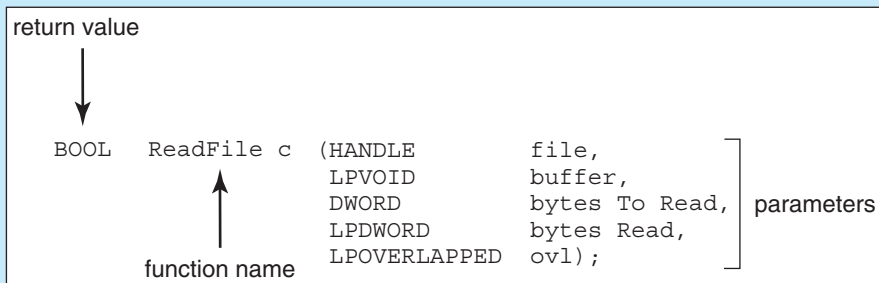 return value
BOOL ReadFile c (HANDLE file,
LPVOID buffer,
DWORD bytes To Read,
LPDWORD bytes Read,
LPOVERLAPPED ovl);
parameters
function name